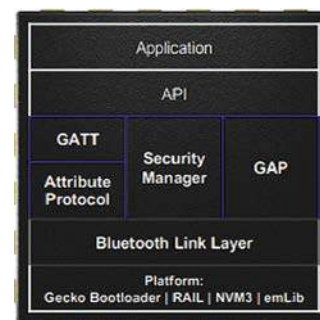 Application
API
GATT
Attribute
Protocol
Security
Manager
GAP
Bluetooth Link Layer
Platform:
Gecko Bootloader | RAIL | NVM3 | emLib